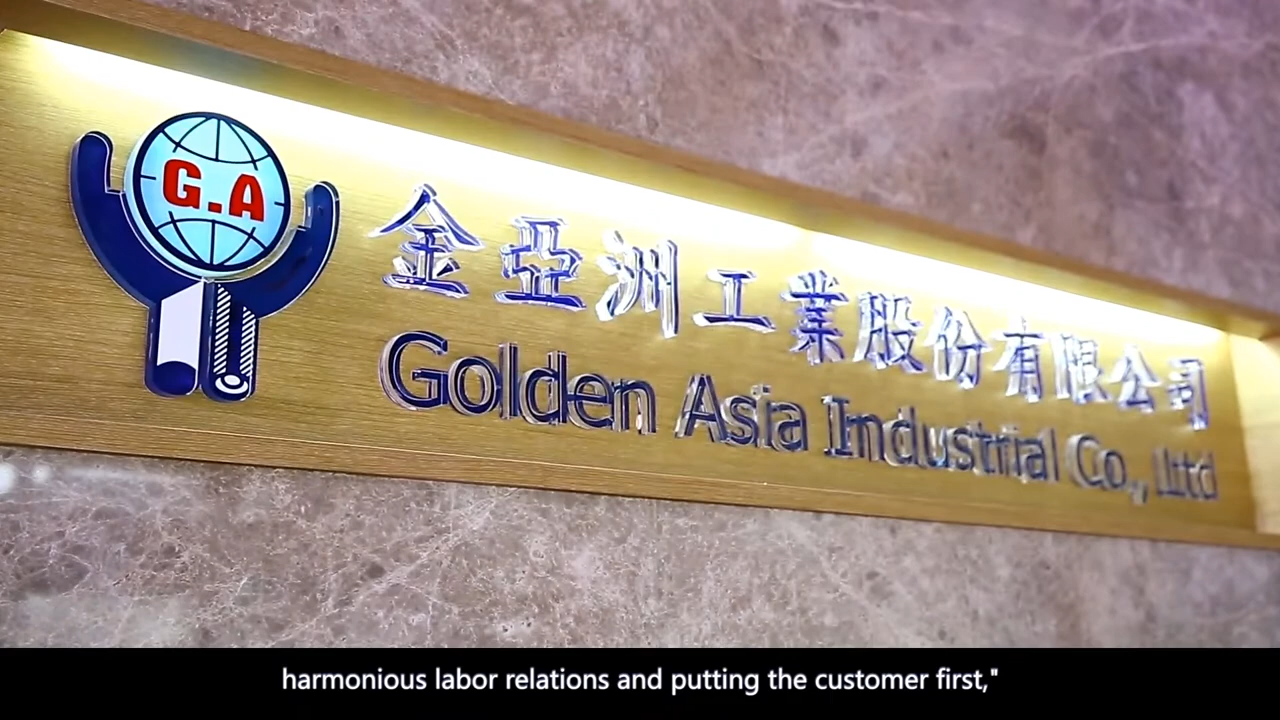 G.A
金亞洲工業股份有限公司
Golden Asia Industrial Co., Ltd
harmonious labor relations and putting the customer first,"